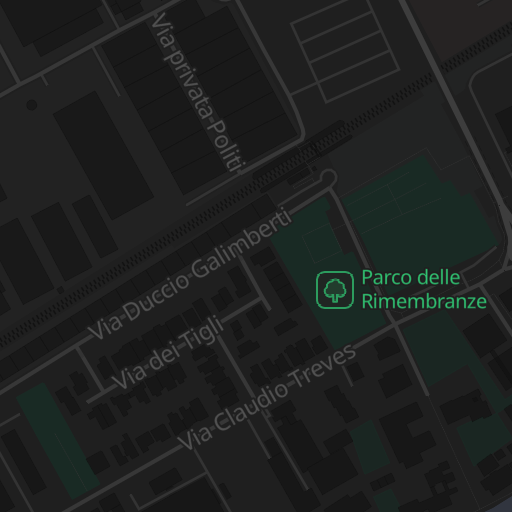 Via privata Politi
Via Duccio Galimberti
Parco delle
Rimembranze
Via dei Tigli
Via Claudio Treves